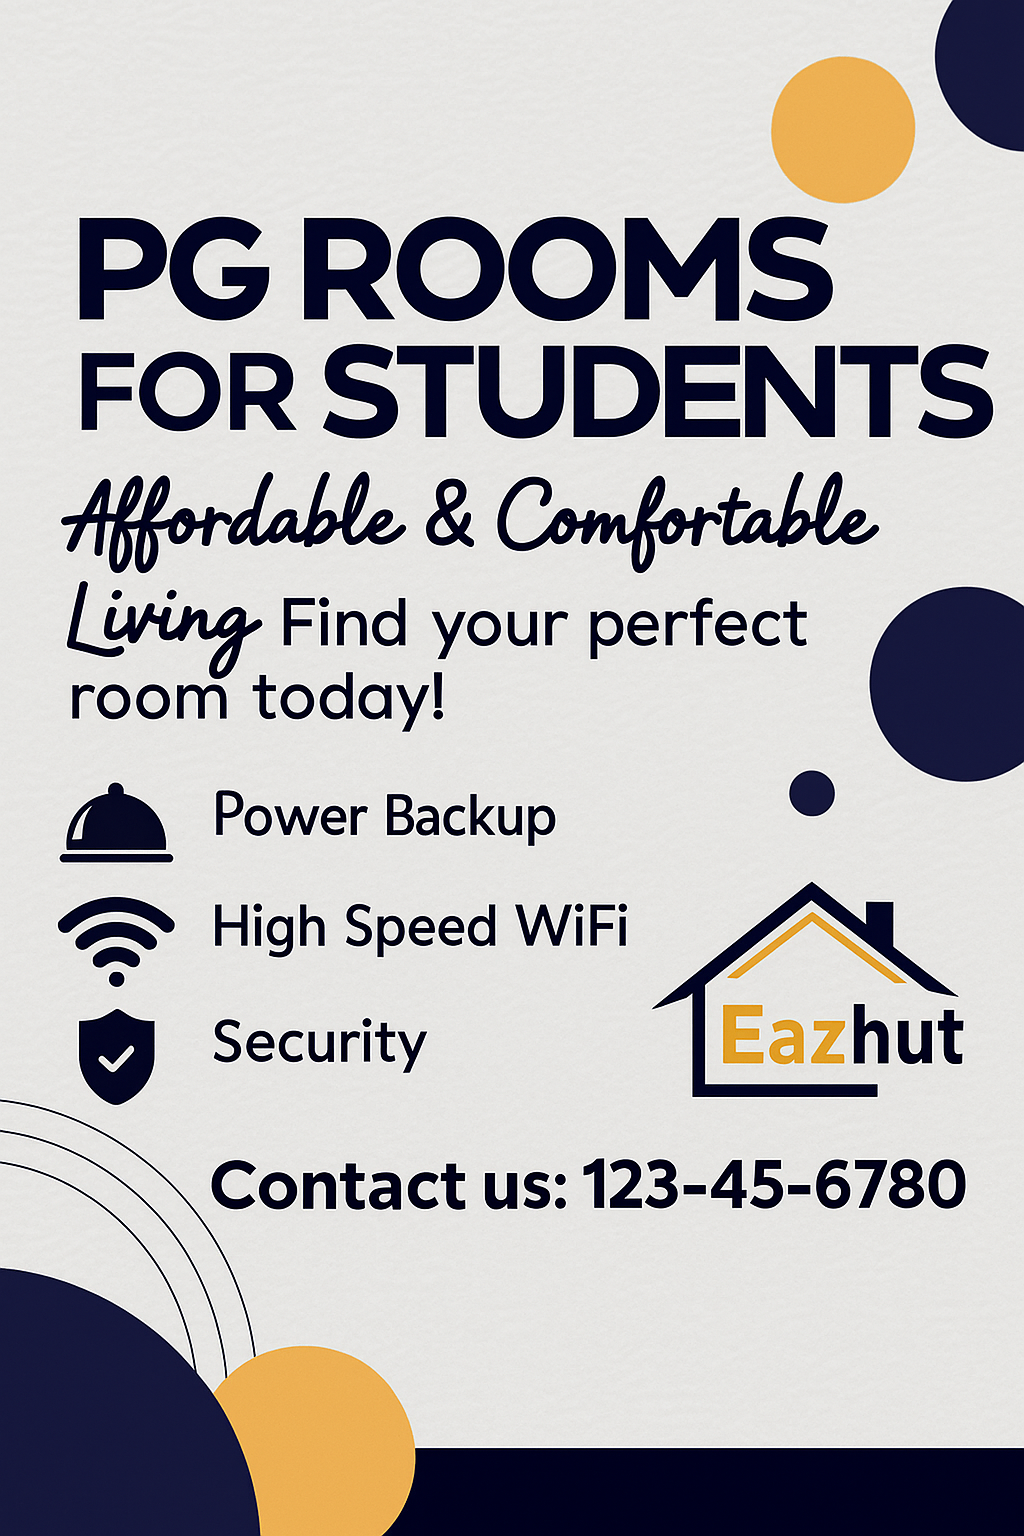 PG ROOMS
FOR STUDENTS
Affordable & Comfortable
Living Find your perfect
room today!
Power Backup
High Speed WiFi
Security
Eazhut
Contact us: 123-45-6780